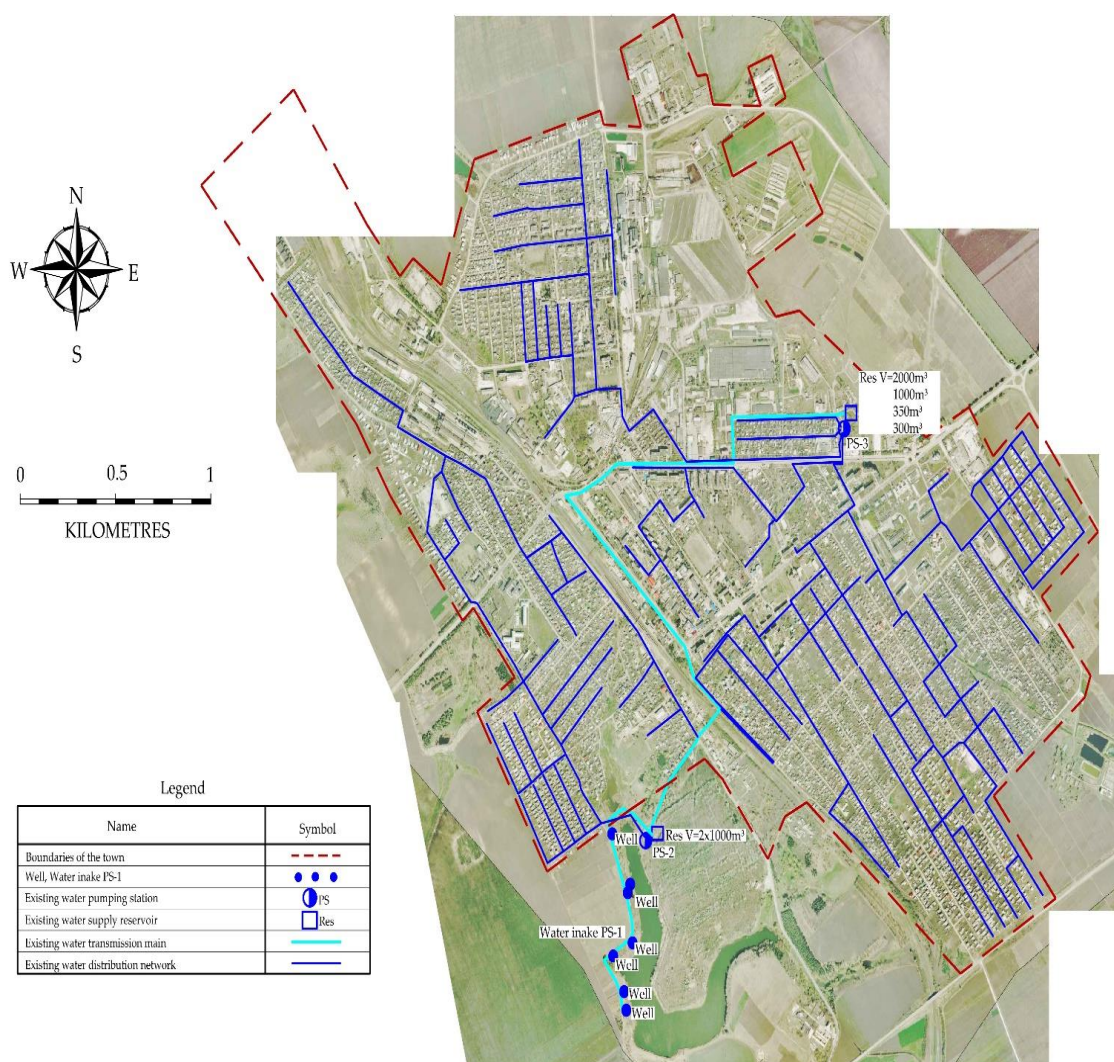 N
W
E
S
0
0.5
1
KILOMETRES
Res V=2000m³
1000m³
350m³
300m³
PS-3
Well
Res V=2x1000m³
PS-2
Well
Water inake PS-1
Well
Well
Well
Well
Legend
Name
Symbol
Boundaries of the town
Well, Water inake PS-1
Existing water pumping station
PS
Existing water supply reservoir
Res
Existing water transmission main
Existing water distribution network